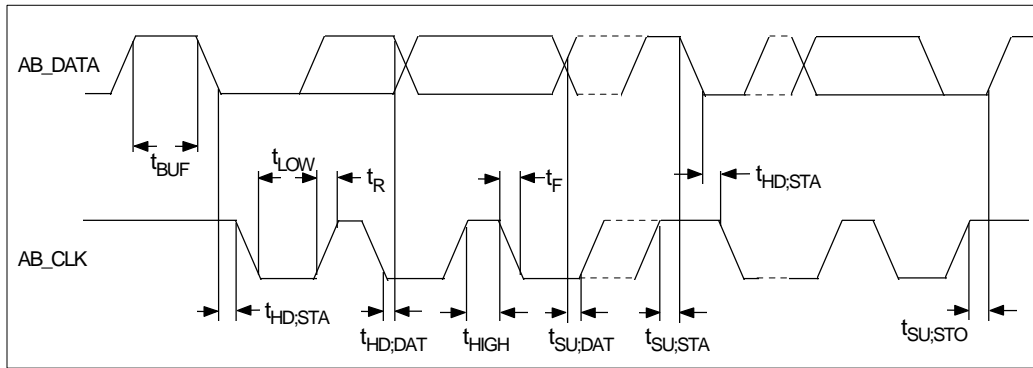 AB_DATA
tBUF
tLOW
tR
tF
tHD;STA
AB_CLK
tHD;STA
tHD;DAT
tHIGH
tSU;DAT
tSU;STA
tSU;STO